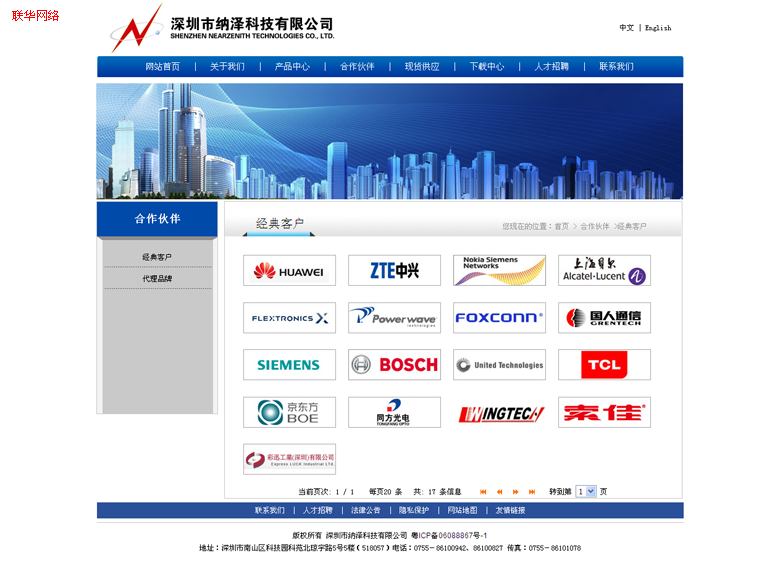 联华网络
深圳市纳泽科技有限公司
SHENZHEN NEARZENITH TECHNOLOGIES CO., LTD.
中文 | English
网站首页 | 关于我们 | 产品中心 | 合作伙伴 | 现货供应 | 下载中心 | 人才招聘 | 联系我们
合作伙伴
经典客户
代理品牌
经典客户
您现在的位置：首页 > 合作伙伴 >经典客户
HUAWEI
ZTE中兴
Nokia Siemens
Networks
上海贝尔
Alcatel·Lucent
FLEXTRONICS
Powerwave
technologies
FOXCONN
国人通信
GRENTECH
SIEMENS
BOSCH
United Technologies
TCL
京东方
BOE
同方光电
TONGFANG OPTO
WINGTECH
索佳
彩迅工业(深圳)有限公司
Express LUCK Industrial LTD
当前页次: 1 / 1 每页20 条 共: 17 条信息 转到第 1 页
联系我们 | 人才招聘 | 法律公告 | 隐私保护 | 网站地图 | 友情链接
版权所有 深圳市纳泽科技有限公司 粤ICP备06088867号-1
地址：深圳市南山区科技园科苑北琼宇路5号5楼(518057) 电话：0755-86100942、86100827 传真：0755-86101078